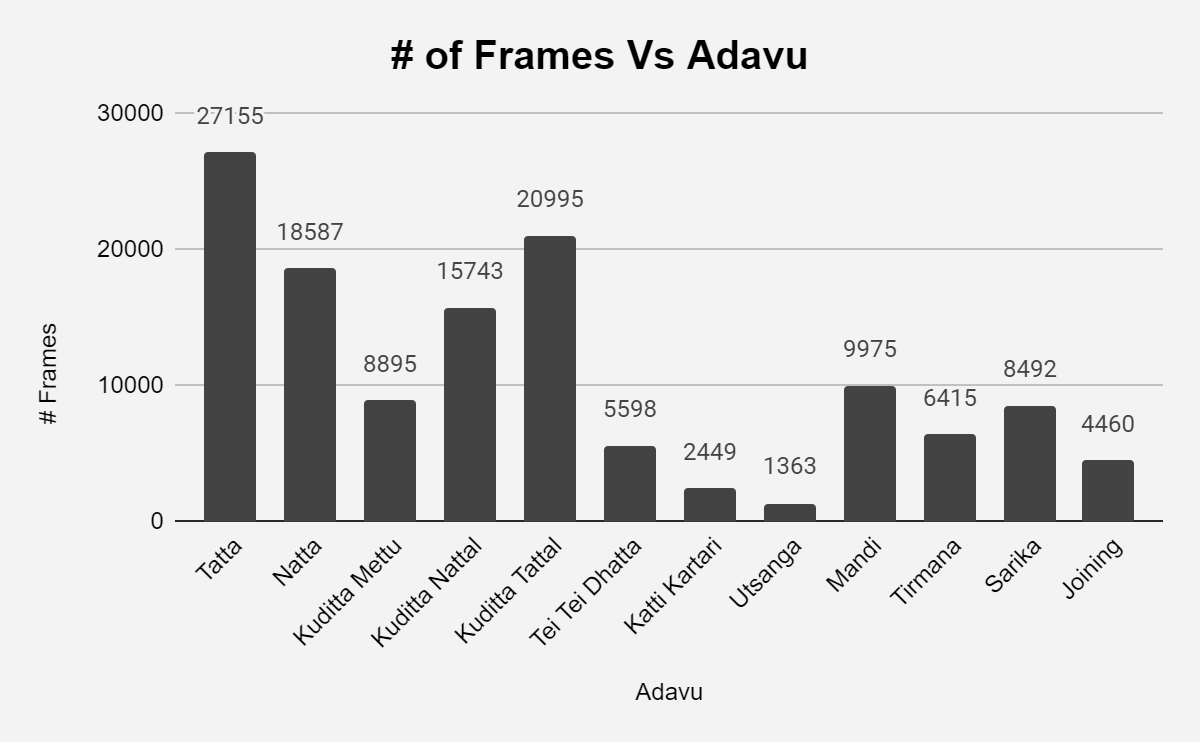 # of Frames Vs Adavu
# Frames
30000
20000
10000
0
27155
18587
8895
15743
20995
5598
2449
1363
9975
6415
8492
4460
Tatta
Natta
Kuditta Mettu
Kuditta Nattal
Kuditta Tattal
Tei Tei Dhatta
Katti Kartari
Utsanga
Mandi
Tirmana
Sarika
Joining
Adavu